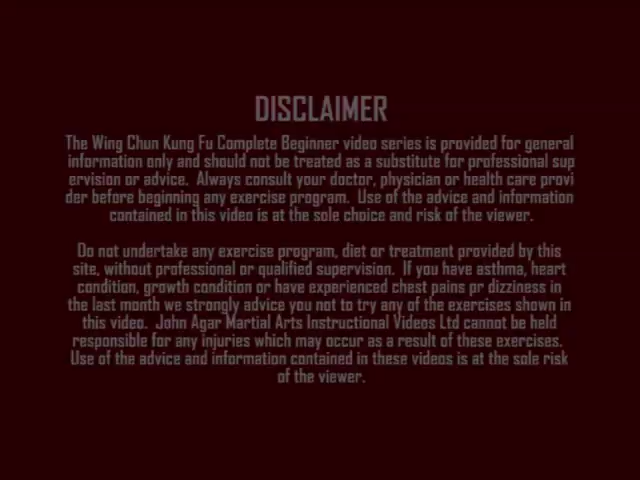 DISCLAIMER
The Wing Chun Kung Fu Complete Beginner video series is provided for general
information only and should not be treated as a substitute for professional sup
ervision or advice. Always consult your doctor, physician or health care provi
der before beginning any exercise program. Use of the advice and information
contained in this video is at the sole choice and risk of the viewer.
Do not undertake any exercise program, diet or treatment provided by this
site, without professional or qualified supervision. If you have asthma, heart
condition, growth condition or have experienced chest pains pr dizziness in
the last month we strongly advice you not to try any of the exercises shown in
this video. John Agar Martial Arts Instructional Videos Ltd cannot be held
responsible for any injuries which may occur as a result of these exercises.
Use of the advice and information contained in these videos is at the sole risk
of the viewer.